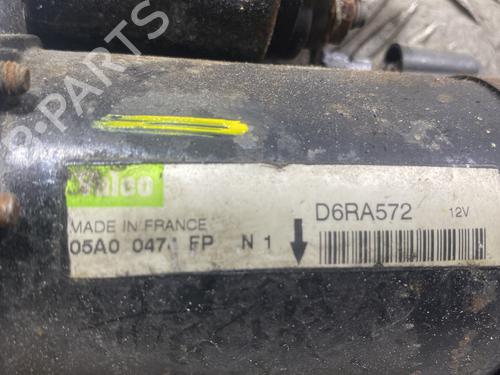 B-PARTS
Valeo
MADE IN FRANCE
D6RA572 12V
05A0 047 FP N 1